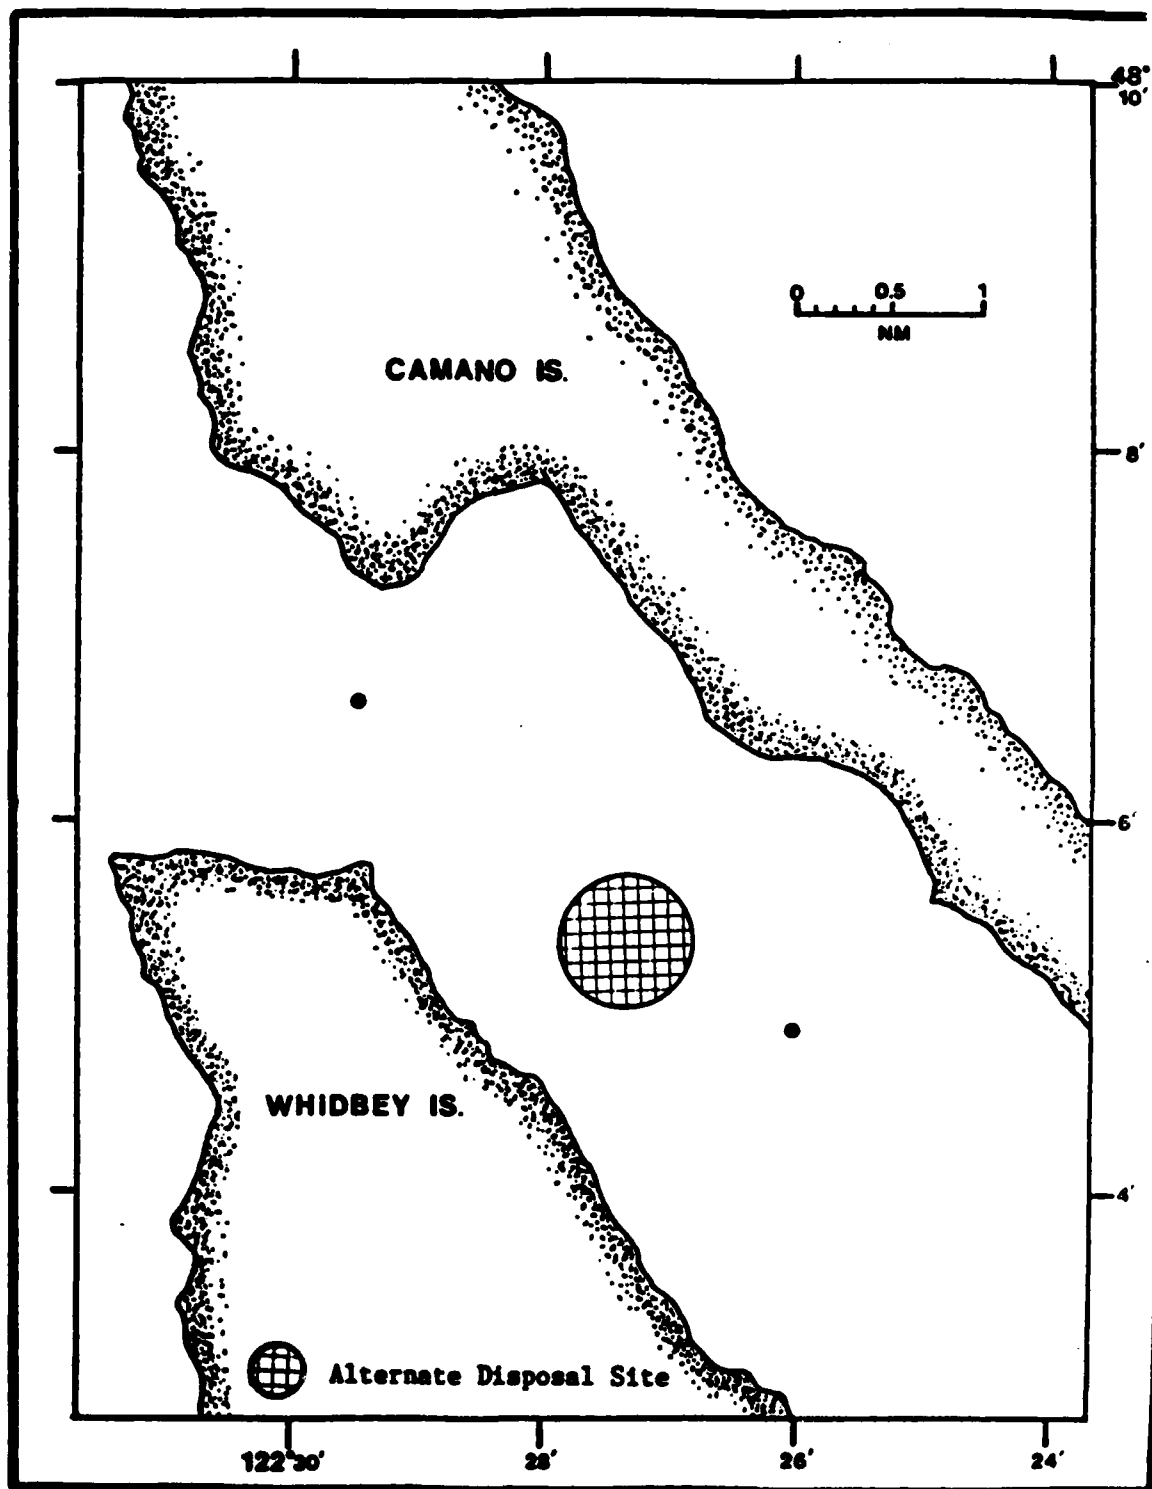 48°
10'
0 0.5 1
NM
CAMANO IS.
8'
6'
WHIDBEY IS.
4'
Alternate Disposal Site
122°30' 28' 26' 24'